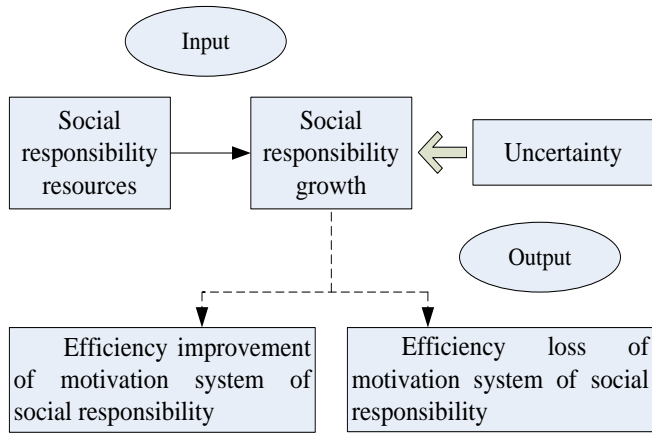 Input
Social
responsibility
resources
Social
responsibility
growth
Uncertainty
Output
Efficiency improvement
of motivation system of
social responsibility
Efficiency loss of
motivation system of social
responsibility